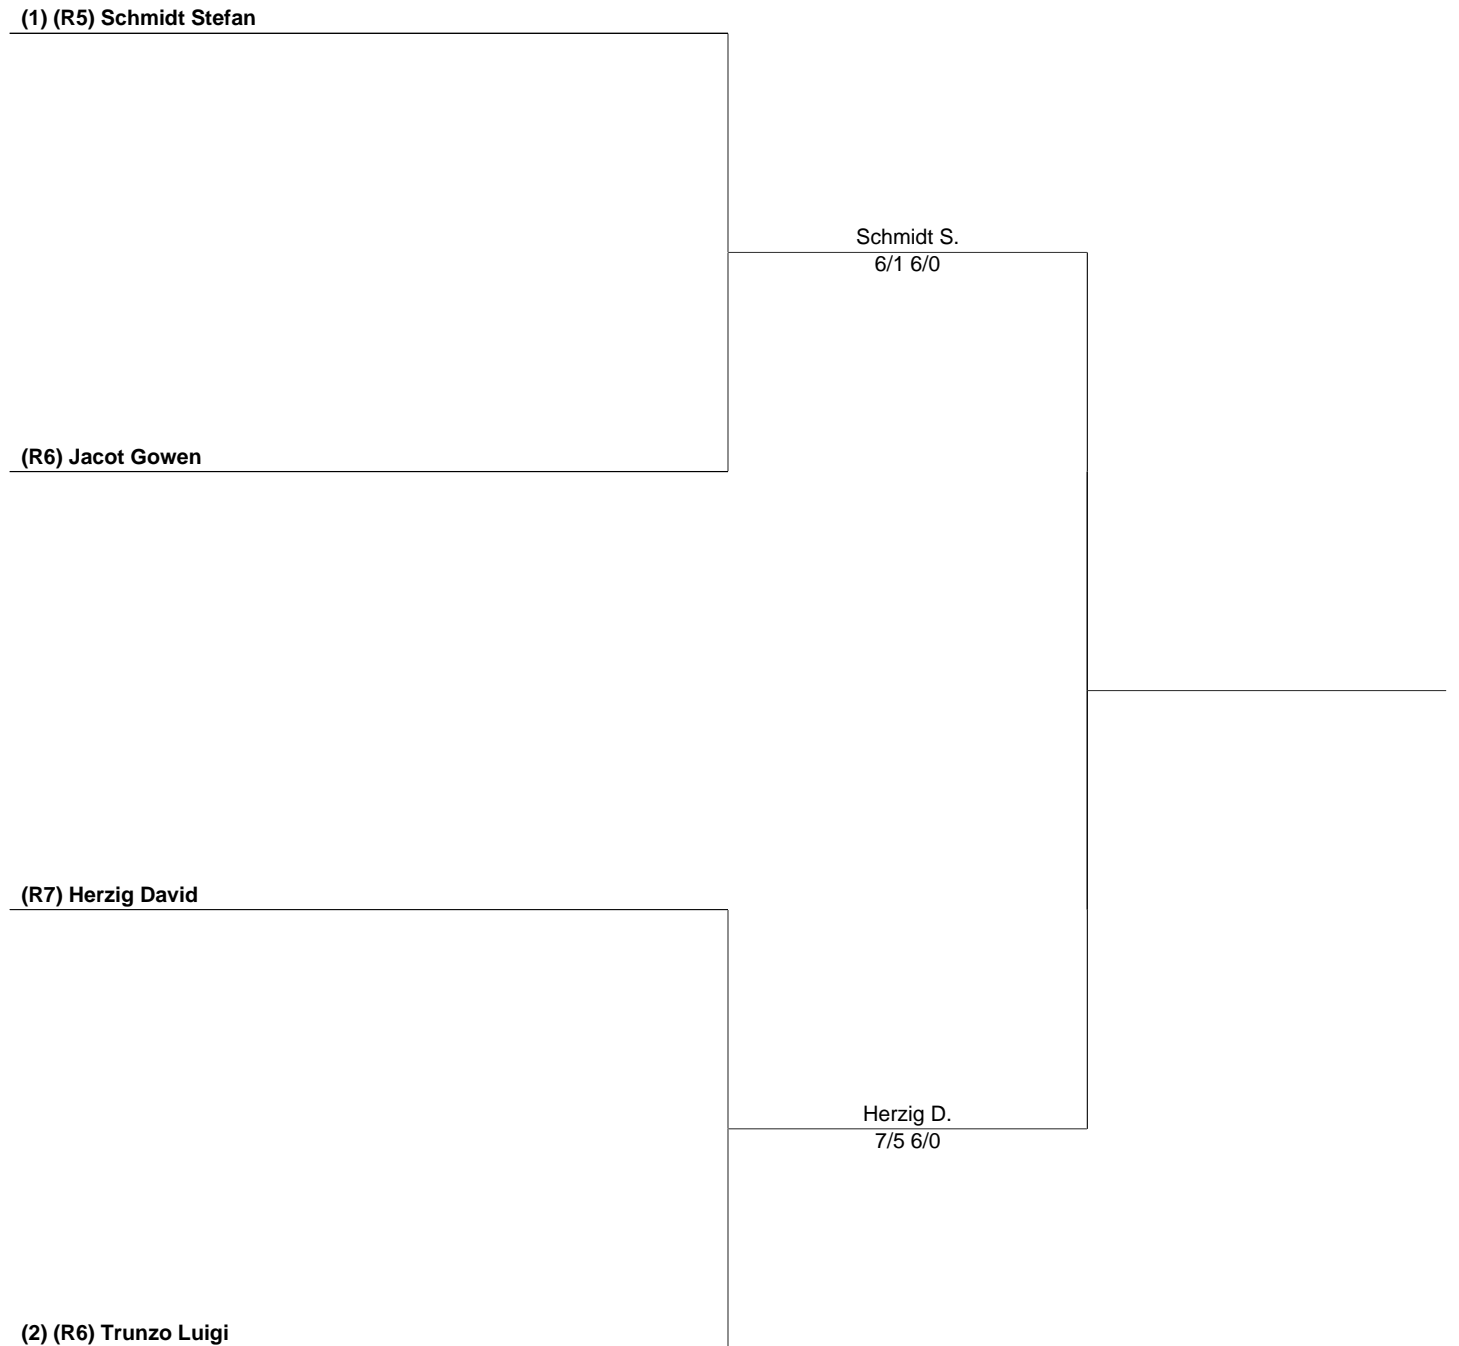 (1) (R5) Schmidt Stefan
Schmidt S.
6/1 6/0
(R6) Jacot Gowen
(R7) Herzig David
Herzig D.
7/5 6/0
(2) (R6) Trunzo Luigi